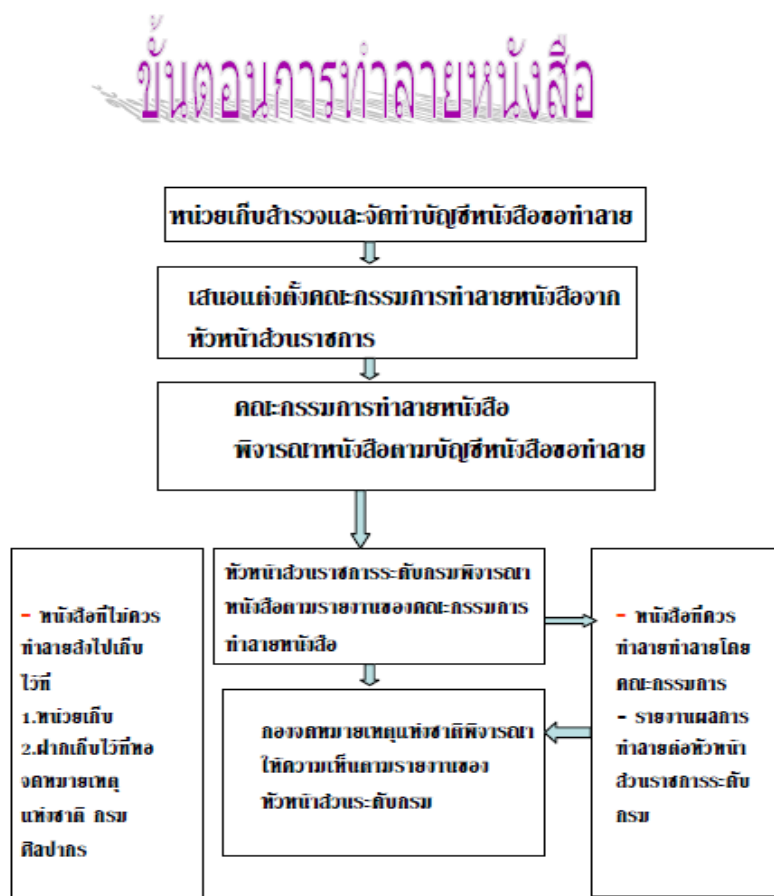 ขั้นตอนการทำลายหนังสือ
หน่วยเก็บสำรวจและจัดทำบัญชีหนังสือขอทำลาย
เสนอแต่งตั้งคณะกรรมการทำลายหนังสือจาก
หัวหน้าส่วนราชการ
คณะกรรมการทำลายหนังสือ
พิจารณาหนังสือตามบัญชีหนังสือขอทำลาย
- หนังสือที่ไม่ควร
ทำลายส่งไปเก็บ
ไว้ที่
1.หน่วยเก็บ
2.ฝากเก็บไว้ที่หอ
จดหมายเหตุ
แห่งชาติ กรม
ศิลปากร
หัวหน้าส่วนราชการระดับกรมพิจารณา
หนังสือตามรายงานของคณะกรรมการ
ทำลายหนังสือ
กองจดหมายเหตุแห่งชาติพิจารณา
ให้ความเห็นตามรายงานของ
หัวหน้าส่วนระดับกรม
- หนังสือที่ควร
ทำลายทำลายโดย
คณะกรรมการ
- รายงานผลการ
ทำลายต่อหัวหน้า
ส่วนราชการระดับ
กรม